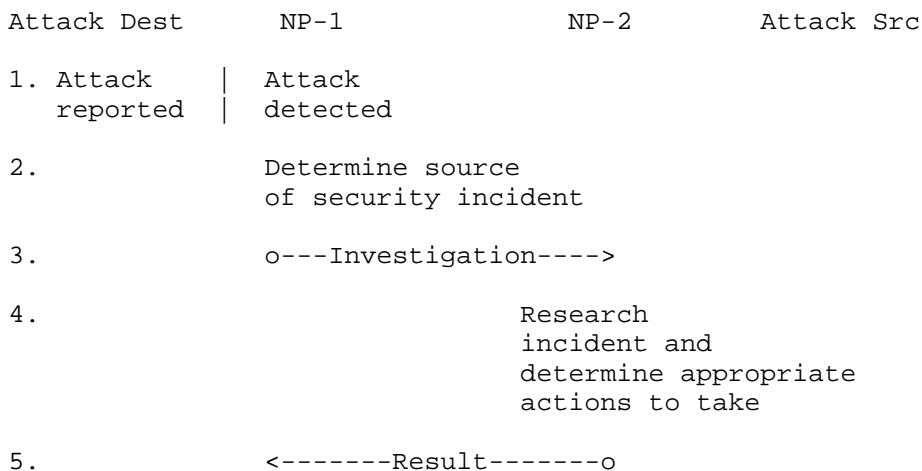 Attack Dest      NP-1                NP-2        Attack Src
1. Attack    |  Attack
reported  |  detected
2.              Determine source
of security incident
3.              o---Investigation---->
4.                               Research
incident and
determine appropriate
actions to take
5.              <-------Result-------o